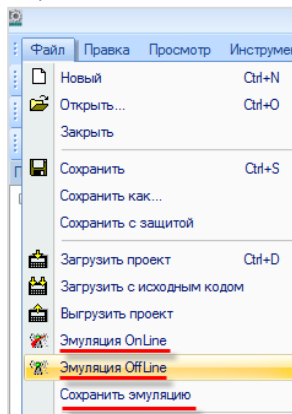 Файл Правка Просмотр Инструме
Новый Ctrl+N
Открыть... Ctrl+O
Закрыть
Сохранить Ctrl+S
Сохранить как...
Сохранить с защитой
Загрузить проект Ctrl+D
Загрузить с исходным кодом
Выгрузить проект
Эмуляция OnLine
Эмуляция OffLine
Сохранить эмуляцию